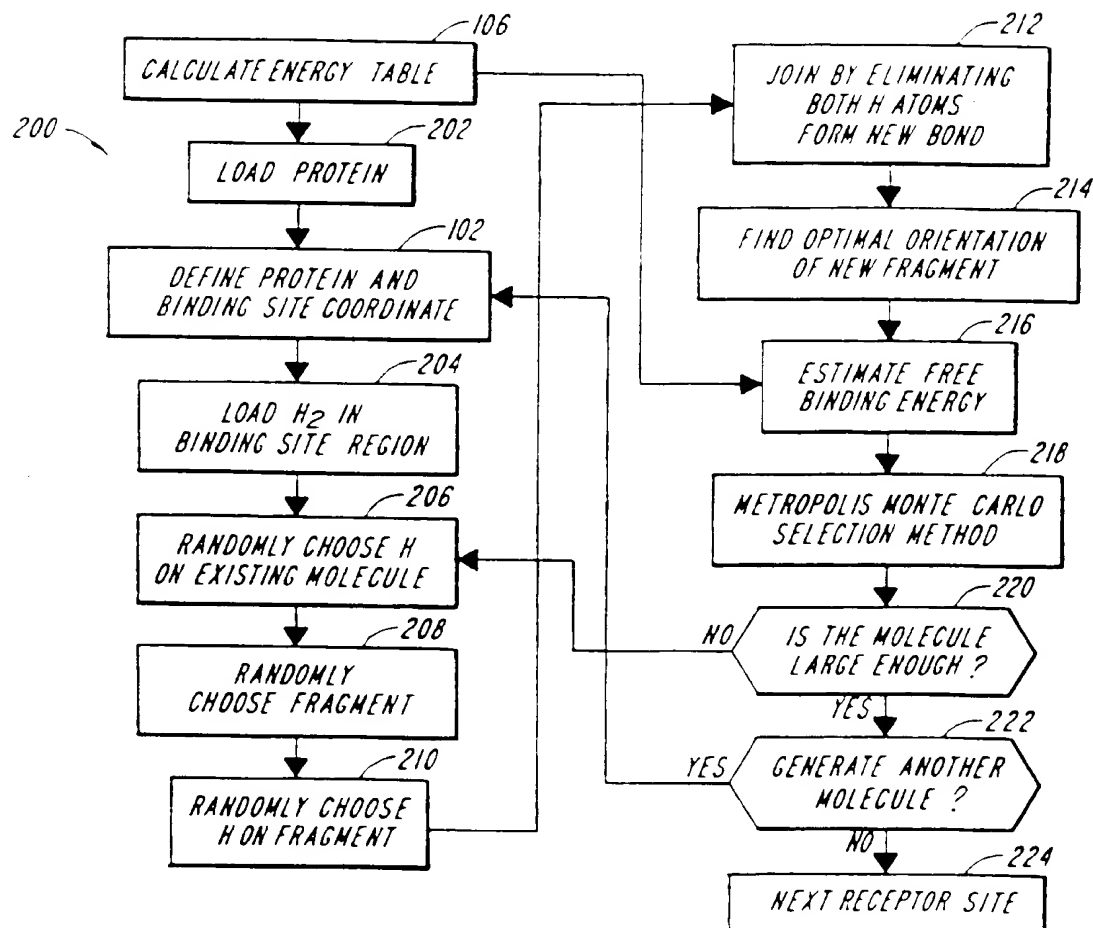 106
CALCULATE ENERGY TABLE
200
202
LOAD PROTEIN
102
DEFINE PROTEIN AND
BINDING SITE COORDINATE
204
LOAD H2 IN
BINDING SITE REGION
206
RANDOMLY CHOOSE H
ON EXISTING MOLECULE
208
RANDOMLY
CHOOSE FRAGMENT
210
RANDOMLY CHOOSE
H ON FRAGMENT
212
JOIN BY ELIMINATING
BOTH H ATOMS
FORM NEW BOND
214
FIND OPTIMAL ORIENTATION
OF NEW FRAGMENT
216
ESTIMATE FREE
BINDING ENERGY
218
METROPOLIS MONTE CARLO
SELECTION METHOD
220
NO
IS THE MOLECULE
LARGE ENOUGH ?
YES
222
YES
GENERATE ANOTHER
MOLECULE ?
NO
224
NEXT RECEPTOR SITE